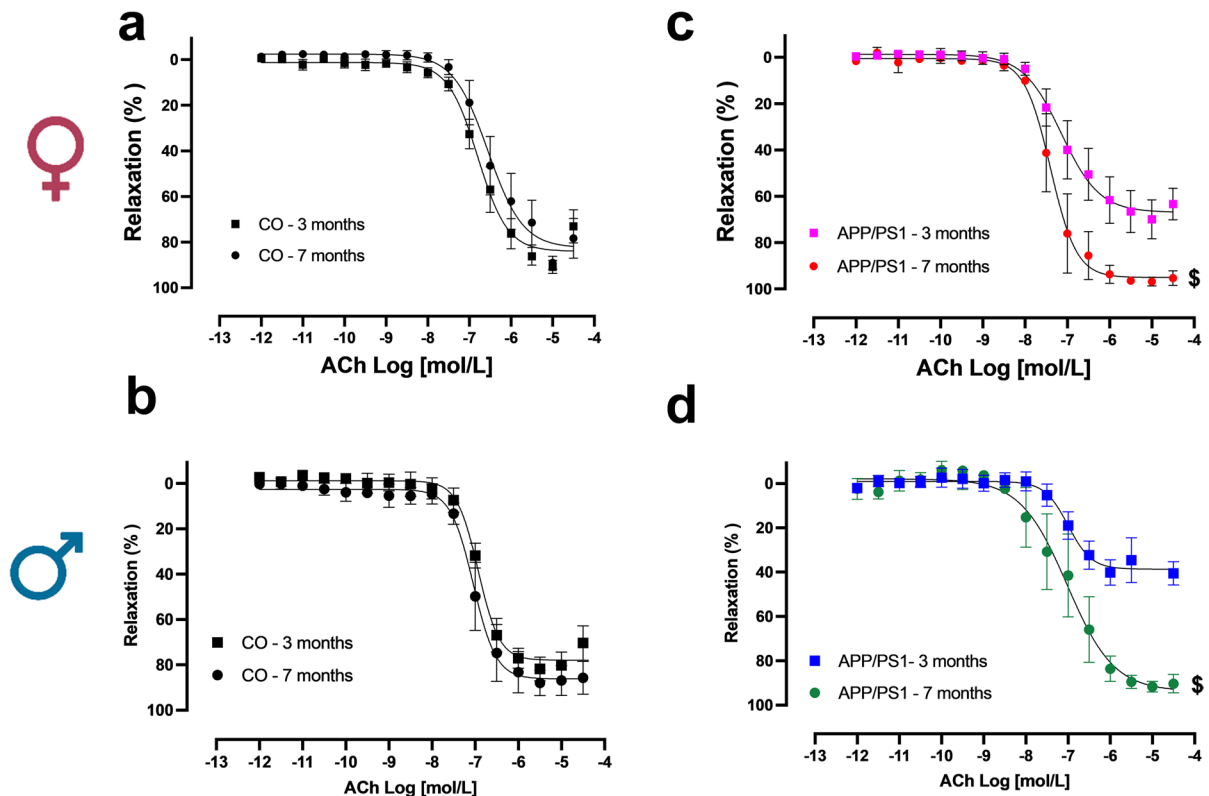 a
0
20
40
60
80
100
Relaxation (% )
CO - 3 months
CO - 7 months
-13 -12 -11 -10 -9 -8 -7 -6 -5 -4
ACh Log [mol/L]
c
0
20
40
60
80
100
Relaxation (% )
APP/PS1 - 3 months
APP/PS1 - 7 months
$
-13 -12 -11 -10 -9 -8 -7 -6 -5 -4
ACh Log [mol/L]
b
0
20
40
60
80
100
Relaxation (% )
CO - 3 months
CO - 7 months
-13 -12 -11 -10 -9 -8 -7 -6 -5 -4
ACh Log [mol/L]
d
0
20
40
60
80
100
Relaxation (% )
APP/PS1- 3 months
APP/PS1 - 7 months
$
-13 -12 -11 -10 -9 -8 -7 -6 -5 -4
ACh Log [mol/L]